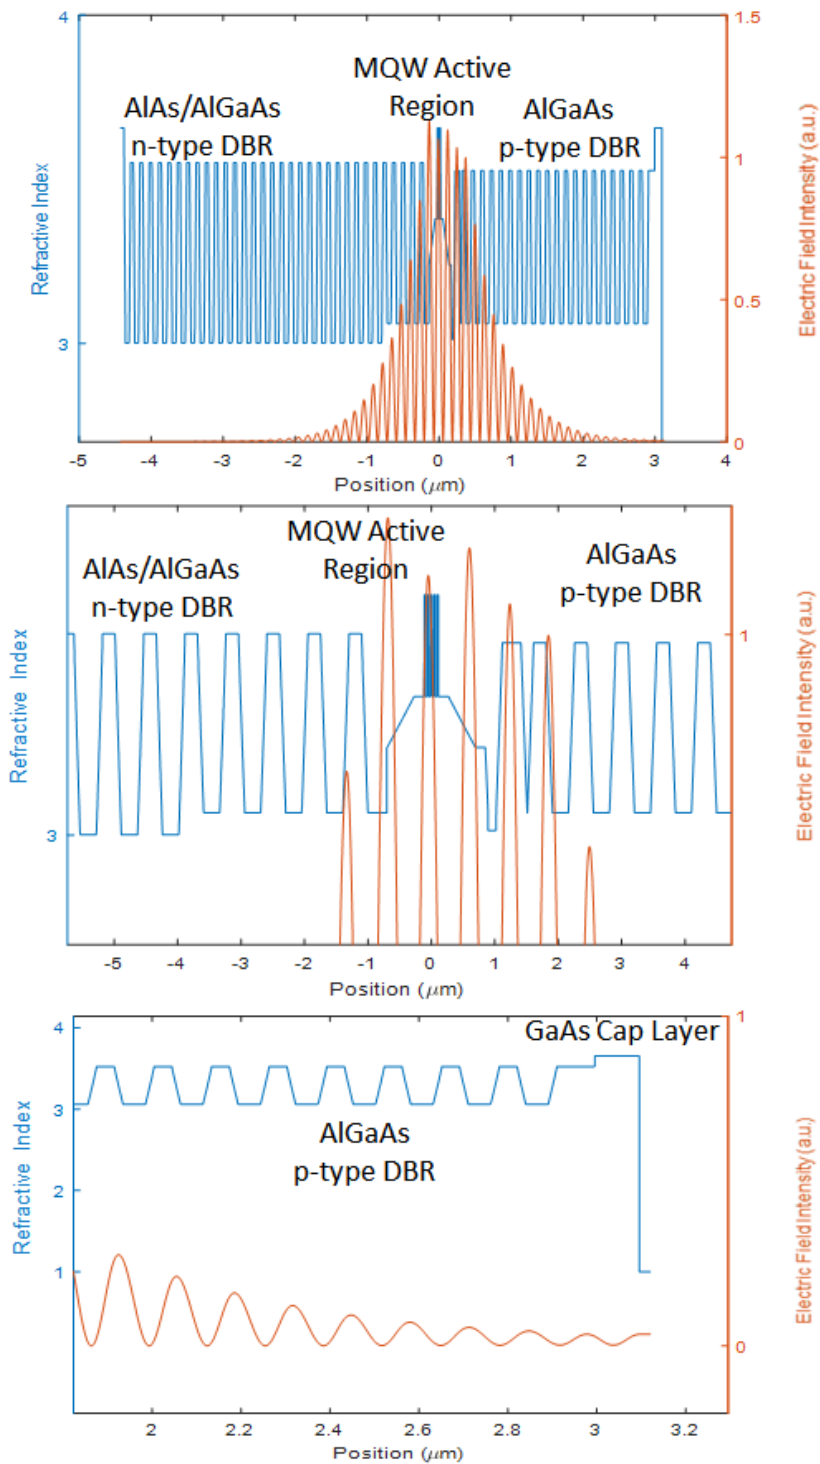 4
1.5
MQW Active
Region
AlAs/AlGaAs
n-type DBR
AlGaAs
p-type DBR
Refractive Index
Electric Field Intensity (a.u.)
1
0.5
3
0
-5 -4 -3 -2 -1 0 1 2 3 4
Position (μm)
MQW Active
Region
AlAs/AlGaAs
n-type DBR
AlGaAs
p-type DBR
1
Refractive Index
Electric Field Intensity (a.u.)
3
-5 -4 -3 -2 -1 0 1 2 3 4
Position (μm)
1
4
GaAs Cap Layer
3
AlGaAs
p-type DBR
Refractive Index
Electric Field Intensity (a.u.)
2
1
0
2 2.2 2.4 2.6 2.8 3 3.2
Position (μm)